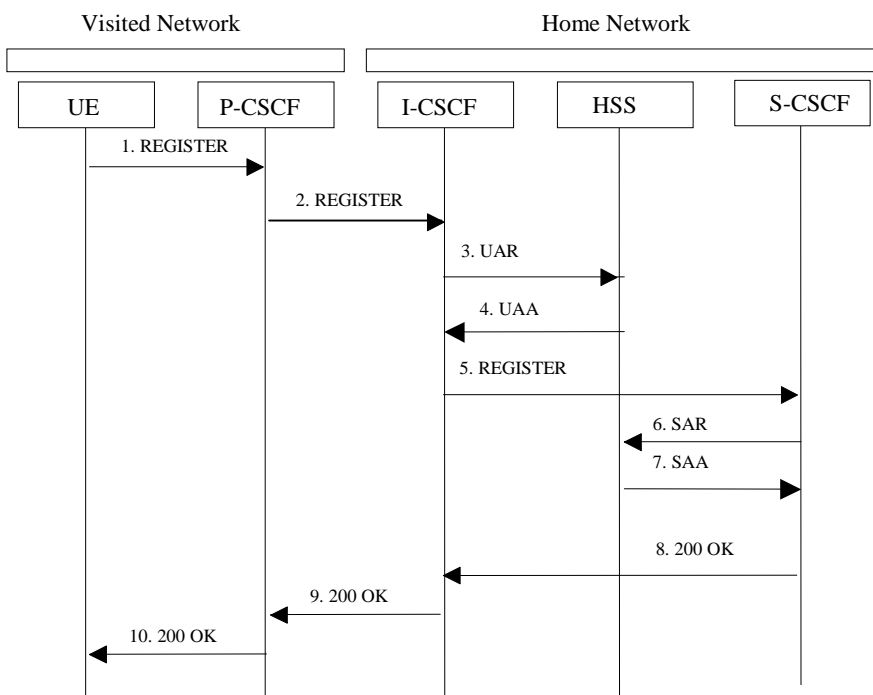 Visited Network
Home Network
UE
P-CSCF
I-CSCF
HSS
S-CSCF
1. REGISTER
2. REGISTER
3. UAR
4. UAA
5. REGISTER
6. SAR
7. SAA
8. 200 OK
9. 200 OK
10. 200 OK